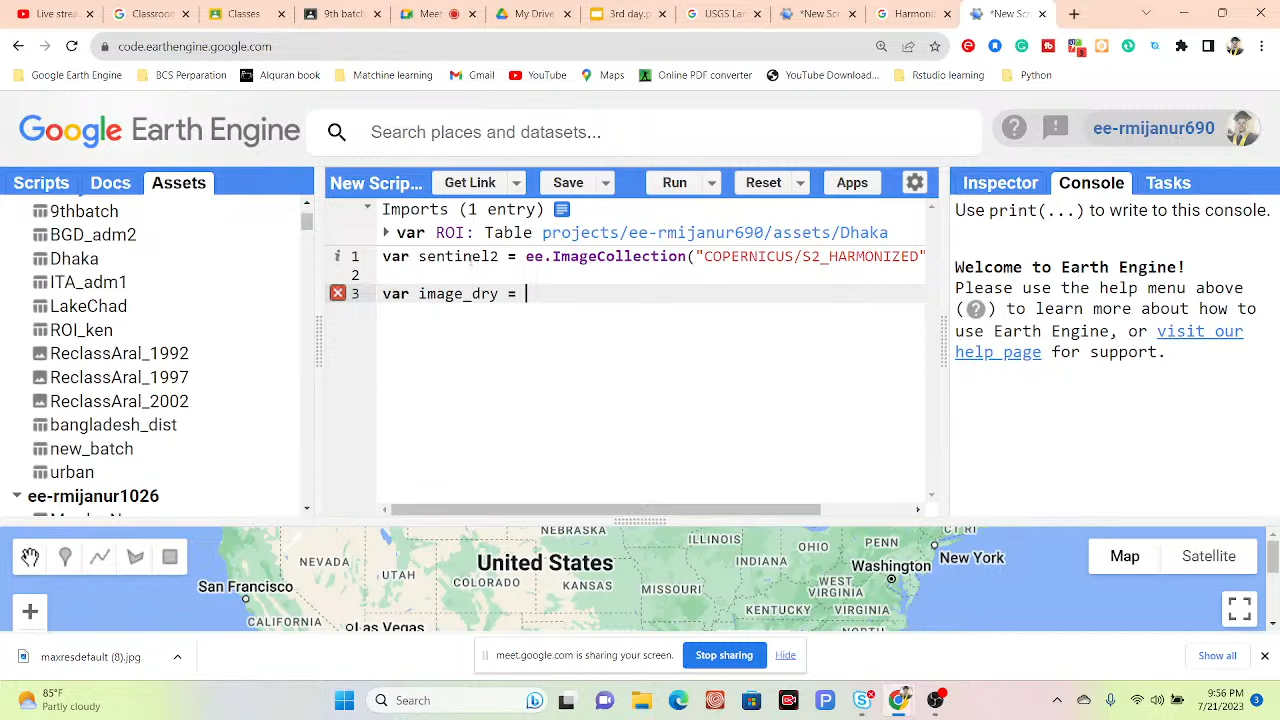 Live strea
Classroom
Classes
9th batch
Meet
My Drive
3rd day.
USGS Lan
*New Scr
Harmoni
*New Scr
code.earthengine.google.com
Google Earth Engine
BCS Perparation
Alquran book
Matchine learning
Gmail
YouTube
Maps
Online PDF converter
YouTube Download...
Rstudio learning
Python
Google Earth Engine
Search places and datasets...
ee-rmijanur690
Scripts
Docs
Assets
New Scrip...
Get Link
Save
Run
Reset
Apps
Inspector
Console
Tasks
9thbatch
BGD_adm2
Dhaka
ITA_adm1
LakeChad
ROI_ken
ReclassAral_1992
ReclassAral_1997
ReclassAral_2002
bangladesh_dist
new_batch
urban
ee-rmijanur1026
Imports (1 entry)
var ROI: Table projects/ee-rmijanur690/assets/Dhaka
1 var sentinel2 = ee.ImageCollection("COPERNICUS/S2_HARMONIZED"
2
3 var image_dry =
Use print(...) to write to this console.
Welcome to Earth Engine!
Please use the help menu above
(?) to learn more about how to
use Earth Engine, or visit our
help page for support.
NEBRASKA
ILLINOIS
OHIO
PENN
CT RI
NEVADA
UTAH
United States
COLORADO
KANSAS
INDIANA
New York
San Francisco
MISSOURI
WEST
VIRGINIA
Washington
CALIFORNIA
KENTUCKY
VIRGINIA
Las Vegas
Map
Satellite
maxresdefault (8).jpg
meet.google.com is sharing your screen.
Stop sharing
Hide
Show all
85°F
Partly cloudy
Search
9:38 PM
7/21/2023
3